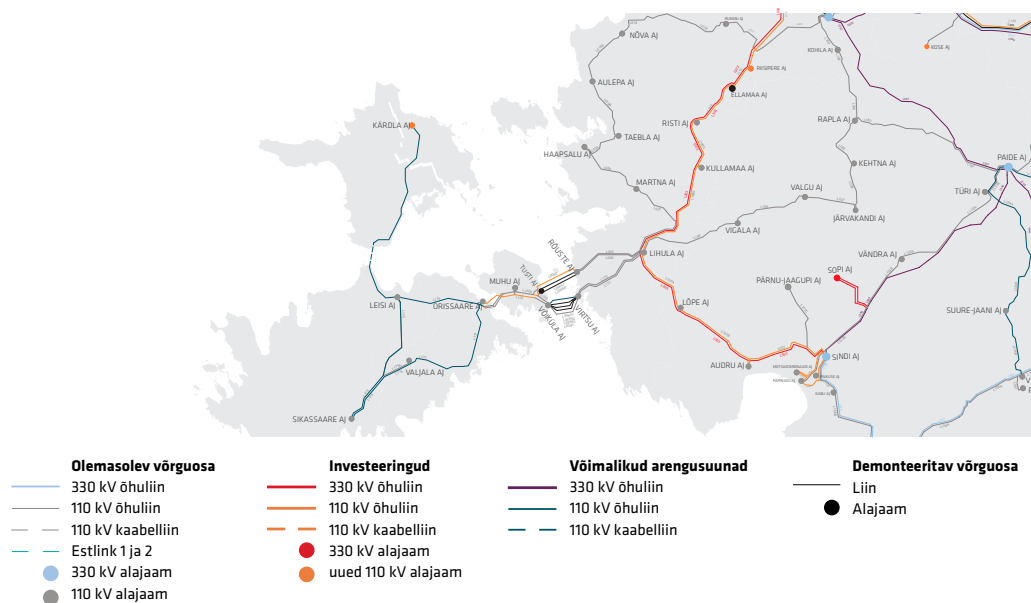 NÕVA AJ
KOHILA AJ
KOSE AJ
RIISIPERE AJ
AULEPA AJ
ELLAMAA AJ
KÄRDLA AJ
RISTI AJ
RAPLA AJ
TAEBLA AJ
HAAPSALU AJ
PAIDE AJ
KULLAMAA AJ
KEHTNA AJ
MARTNA AJ
VALGU AJ
TÜRI AJ
JÄRVAKANDI AJ
VIGALA AJ
RÕUSTE AJ
LIHULA AJ
VÄNDRA AJ
TUSTI AJ
SOPI AJ
MUHU AJ
PÄRNU-JAAGUPI AJ
LEISI AJ
ORISSAARE AJ
VÕIKÜLA AJ
VIRTSU AJ
LÕPE AJ
SUURE-JAANI AJ
SINDI AJ
VALJALA AJ
AUDRU AJ
SIKASSAARE AJ
Olemasolev võrguosa
330 kV õhuliin
110 kV õhuliin
110 kV kaabelliin
Estlink 1 ja 2
330 kV alajaam
110 kV alajaam
Investeeringud
330 kV õhuliin
110 kV õhuliin
110 kV kaabelliin
330 kV alajaam
uued 110 kV alajaam
Võimalikud arengusuunad
330 kV õhuliin
110 kV õhuliin
110 kV kaabelliin
Demonteeritav võrguosa
Liin
Alajaam